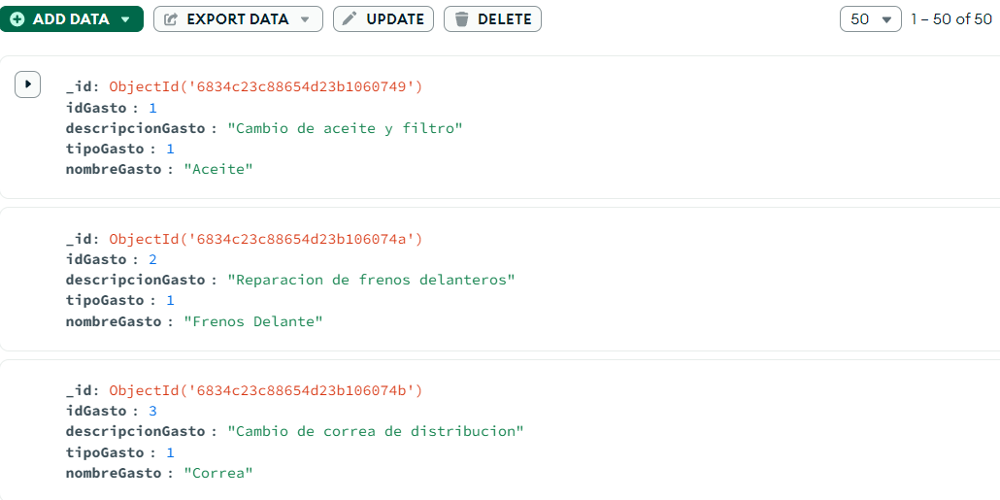 ADD DATA EXPORT DATA UPDATE DELETE 50 1 – 50 of 50
_id: ObjectId('6834c23c88654d23b1060749')
idGasto : 1
descripcionGasto : "Cambio de aceite y filtro"
tipoGasto : 1
nombreGasto : "Aceite"
_id: ObjectId('6834c23c88654d23b106074a')
idGasto : 2
descripcionGasto : "Reparacion de frenos delanteros"
tipoGasto : 1
nombreGasto : "Frenos Delante"
_id: ObjectId('6834c23c88654d23b106074b')
idGasto : 3
descripcionGasto : "Cambio de correa de distribucion"
tipoGasto : 1
nombreGasto : "Correa"